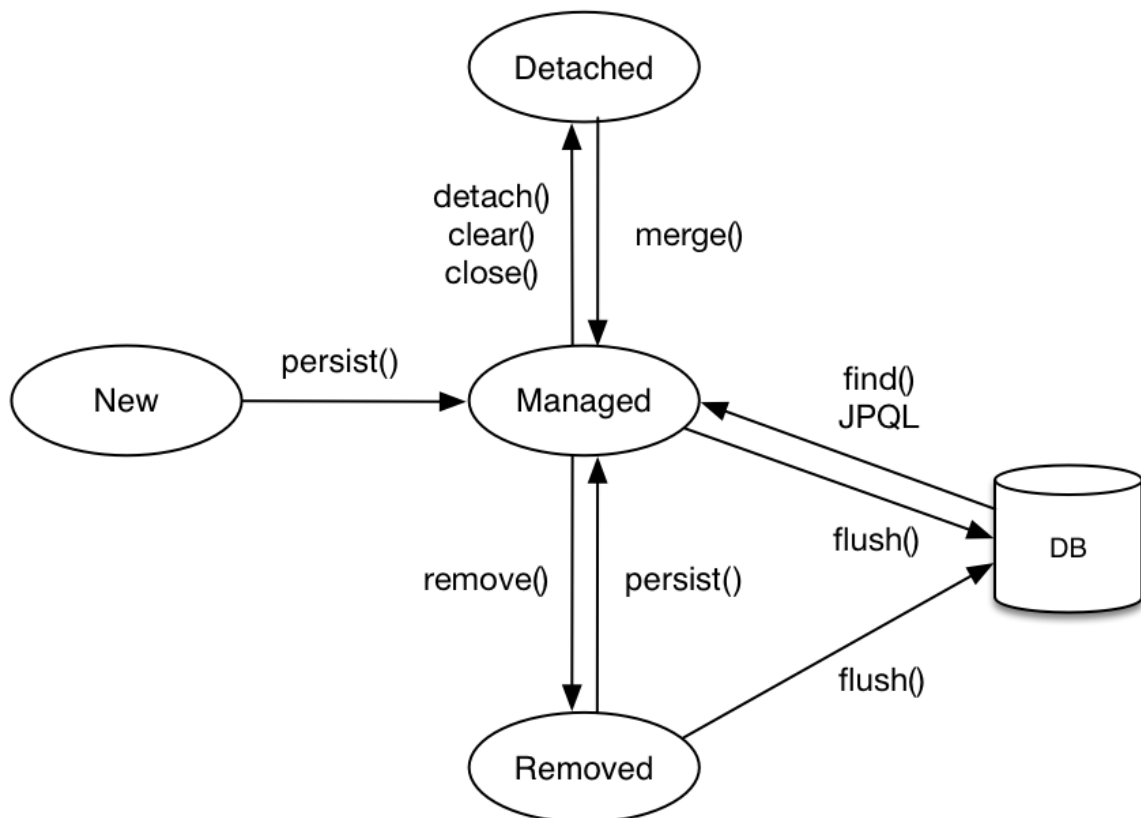 Detached
detach()
clear()
close()
merge()
persist()
New
Managed
find()
JPQL
flush()
DB
remove()
persist()
flush()
Removed